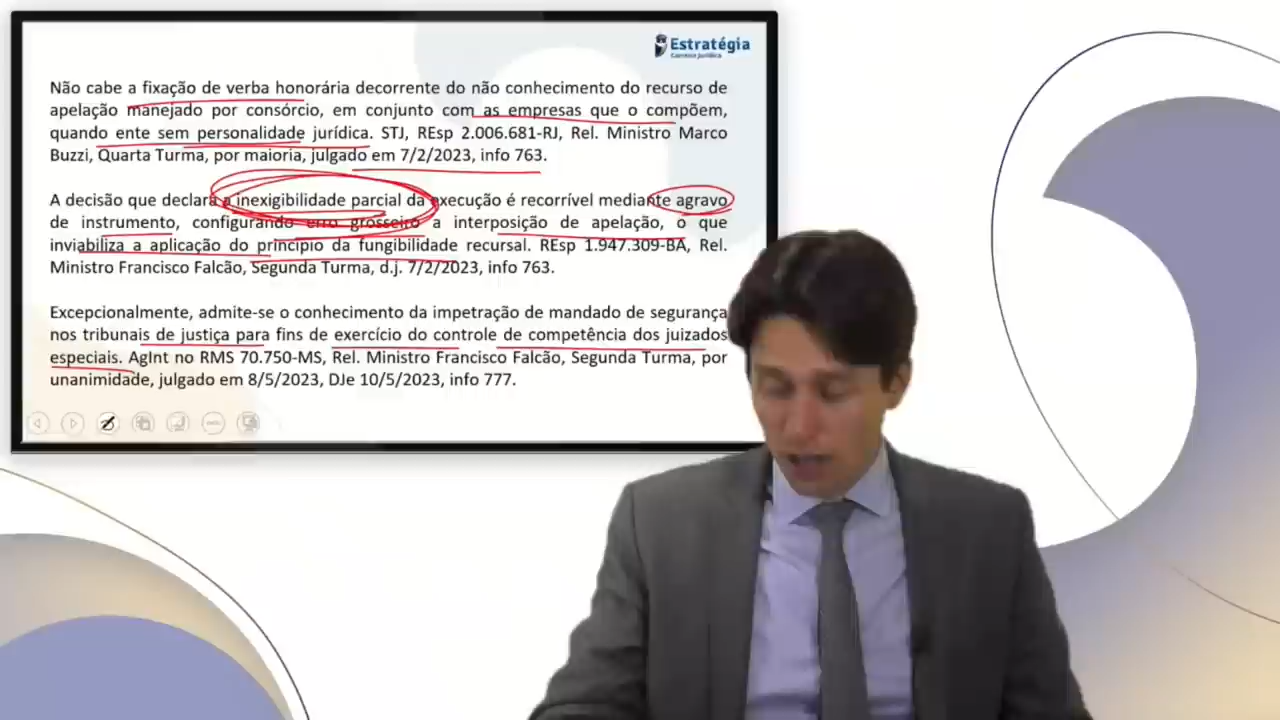 Estratégia
Carreira Jurídica
Não cabe a fixação de verba honorária decorrente do não conhecimento do recurso de
apelação manejado por consórcio, em conjunto com as empresas que o compõem,
quando ente sem personalidade jurídica. STJ, REsp 2.006.681-RJ, Rel. Ministro Marco
Buzzi, Quarta Turma, por maioria, julgado em 7/2/2023, info 763.
A decisão que declara a inexigibilidade parcial da execução é recorrível mediante agravo
de instrumento, configurando erro grosseiro a interposição de apelação, o que
inviabiliza a aplicação do princípio da fungibilidade recursal. REsp 1.947.309-BA, Rel.
Ministro Francisco Falcão, Segunda Turma, d.j. 7/2/2023, info 763.
Excepcionalmente, admite-se o conhecimento da impetração de mandado de segurança
nos tribunais de justiça para fins de exercício do controle de competência dos juizados
especiais. AgInt no RMS 70.750-MS, Rel. Ministro Francisco Falcão, Segunda Turma, por
unanimidade, julgado em 8/5/2023, DJe 10/5/2023, info 777.